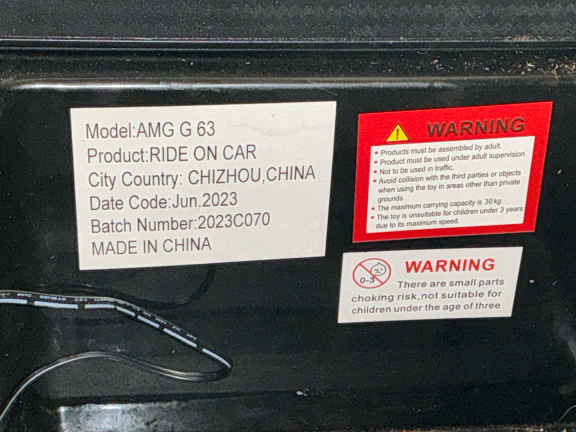 Model:AMG G 63
Product:RIDE ON CAR
City Country: CHIZHOU,CHINA
Date Code:Jun.2023
Batch Number:2023C070
MADE IN CHINA
WARNING
• Products must be assembled by adult.
• Product must be used under adult supervision.
• Not to be used in traffic.
• Avoid collision with the third parties or objects
when using the toy in areas other than private
grounds.
• The maximum carrying capacity is 30kg.
• The toy is unsuitable for children under 3 years
due to its maximum speed.
0-3
WARNING
There are small parts
choking risk,not suitable for
children under the age of three